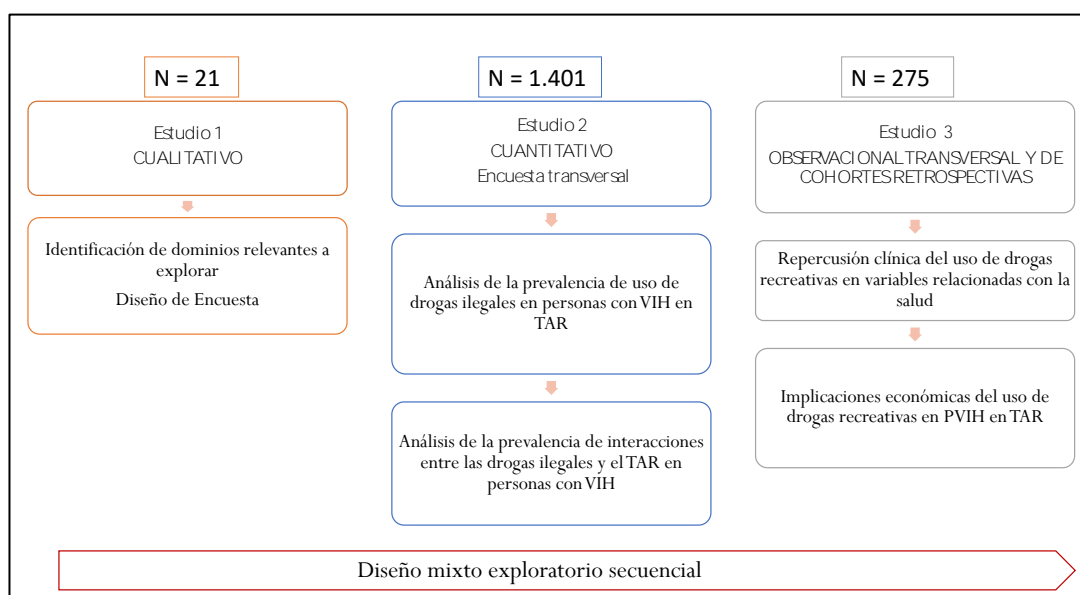 N = 21
Estudio 1
CUALITATIVO
Identificación de dominios relevantes a
explorar
Diseño de Encuesta
N = 1.401
Estudio 2
CUANTITATIVO
Encuesta transversal
Análisis de la prevalencia de uso de
drogas ilegales en personas con VIH en
TAR
Análisis de la prevalencia de interacciones
entre las drogas ilegales y el TAR en
personas con VIH
N = 275
Estudio 3
OBSERVACIONAL TRANSVERSAL Y DE
COHORTES RETROSPECTIVAS
Repercusión clínica del uso de drogas
recreativas en variables relacionadas con la
salud
Implicaciones económicas del uso de
drogas recreativas en PVIH en TAR
Diseño mixto exploratorio secuencial